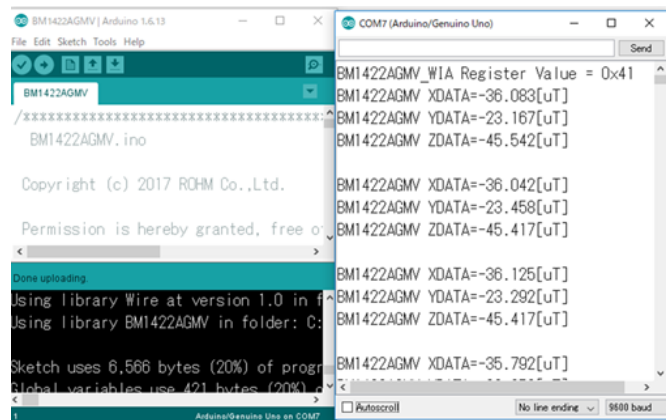 BM1422AGMV | Arduino 1.6.13
File Edit Sketch Tools Help
BM1422AGMV
/xxxxxxxxxxxxxxxxxxxxxxxxxxxxxxxxxxxx
BM1422AGMV.ino
Copyright (c) 2017 ROHM Co.,Ltd.
Permission is hereby granted, free o
Done uploading.
Using library Wire at version 1.0 in f
Using library BM1422AGMV in folder: C:
Sketch uses 6,566 bytes (20%) of progr
Global variables use 421 bytes (20%) o
1
Arduino/Genuino Uno on COM7
COM7 (Arduino/Genuino Uno)
Send
BM1422AGMV_WIA Register Value = 0x41
BM1422AGMV XDATA=-36.083[uT]
BM1422AGMV YDATA=-23.167[uT]
BM1422AGMV ZDATA=-45.542[uT]
BM1422AGMV XDATA=-36.042[uT]
BM1422AGMV YDATA=-23.458[uT]
BM1422AGMV ZDATA=-45.417[uT]
BM1422AGMV XDATA=-36.125[uT]
BM1422AGMV YDATA=-23.292[uT]
BM1422AGMV ZDATA=-45.417[uT]
BM1422AGMV XDATA=-35.792[uT]
Autoscroll
No line ending
9600 baud